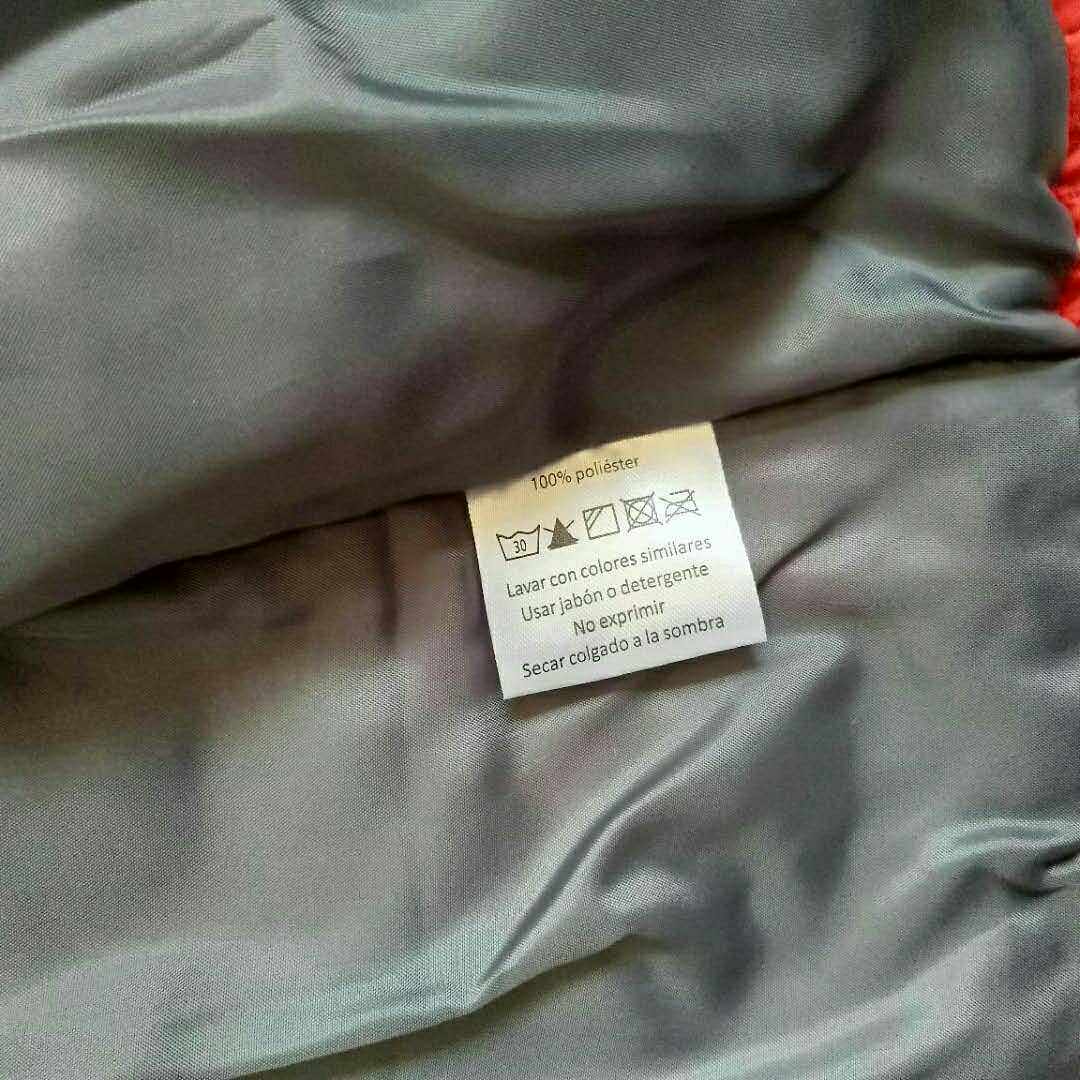 100% poliéster
30
Lavar con colores similares
Usar jabón o detergente
No exprimir
Secar colgado a la sombra